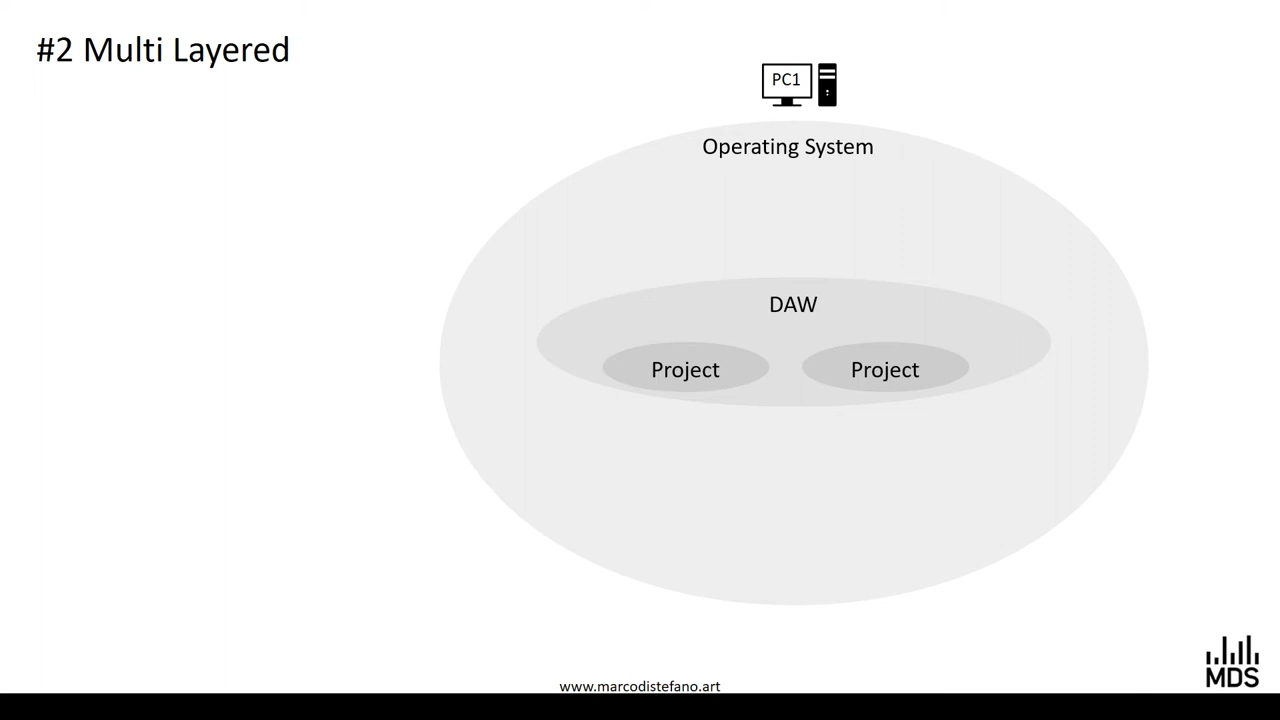 #2 Multi Layered
PC1
Operating System
DAW
Project Project
MDS
www.marcodistefano.art